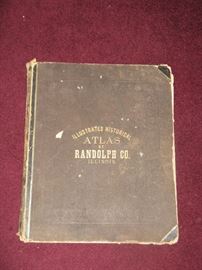 ILLUSTRATED HISTORICAL
ATLAS
OF
RANDOLPH CO.
ILLINOIS